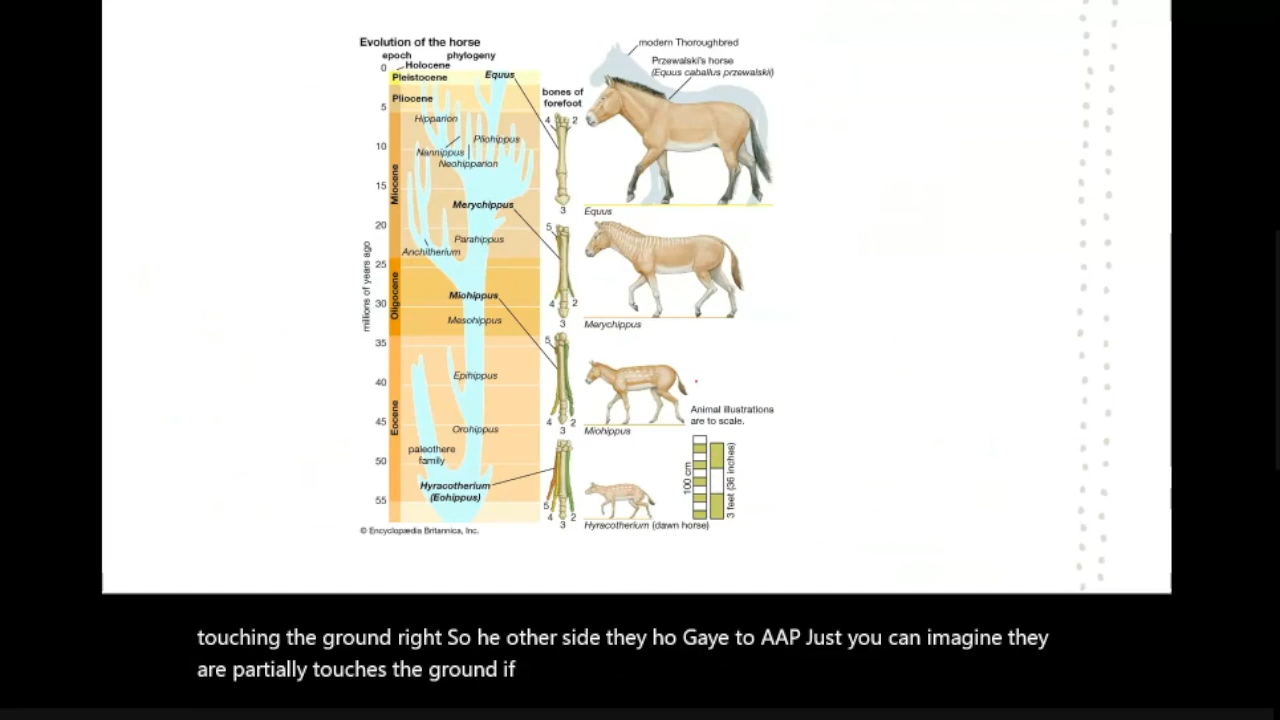 Evolution of the horse
epoch phylogeny
0 Holocene
Pleistocene Equus
Pliocene
5
Hipparion
10
Pliohippus
Nannippus
Neohipparion
15
Miocene
Merychippus
20
Parahippus
Anchitherium
25
Oligocene
Miohippus
30
Mesohippus
35
Epihippus
40
Eocene
45
Orohippus
paleothere
family
50
Hyracotherium
(Eohippus)
55
millions of years ago
© Encyclopædia Britannica, Inc.
bones of
forefoot
4 2
3
5
4 2
3
5
4 2
3
5
4 2
3
modern Thoroughbred
Przewalski's horse
(Equus caballus przewalskii)
Equus
Merychippus
Miohippus
Animal illustrations
are to scale.
100 cm
3 feet (36 inches)
Hyracotherium (dawn horse)
touching the ground right So he other side they ho Gaye to AAP Just you can imagine they
are partially touches the ground if